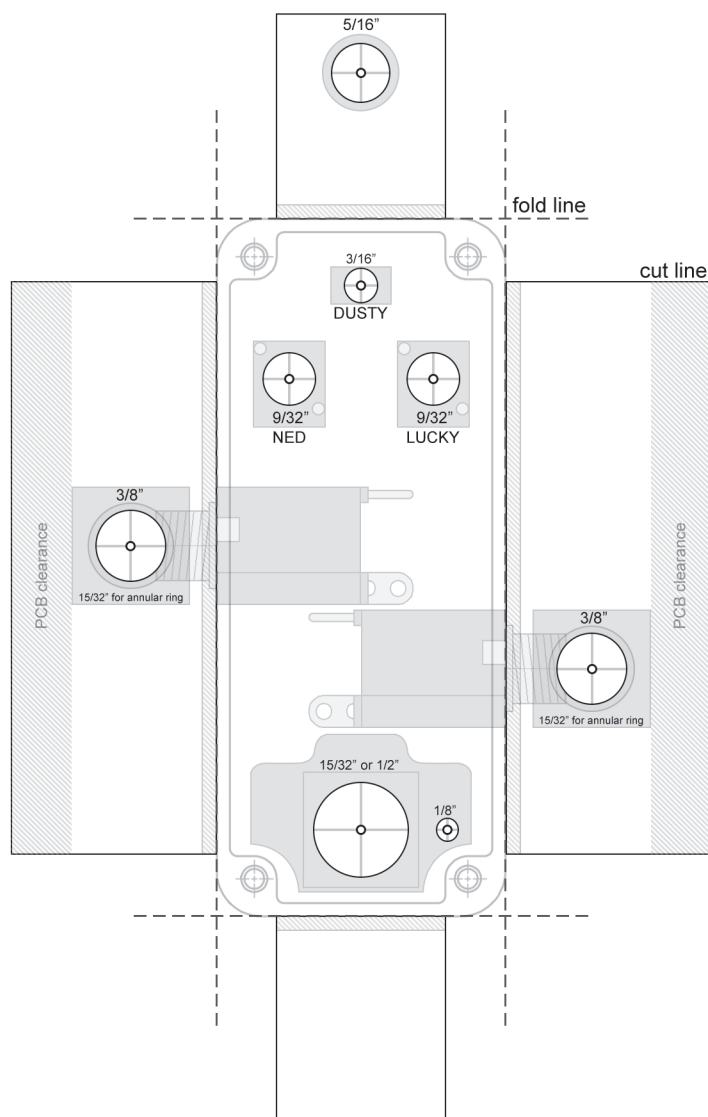 5/16”
fold line
cut line
3/16”
DUSTY
9/32”
NED
9/32”
LUCKY
3/8”
15/32” for annular ring
PCB clearance
3/8”
15/32” for annular ring
PCB clearance
15/32” or 1/2”
1/8”